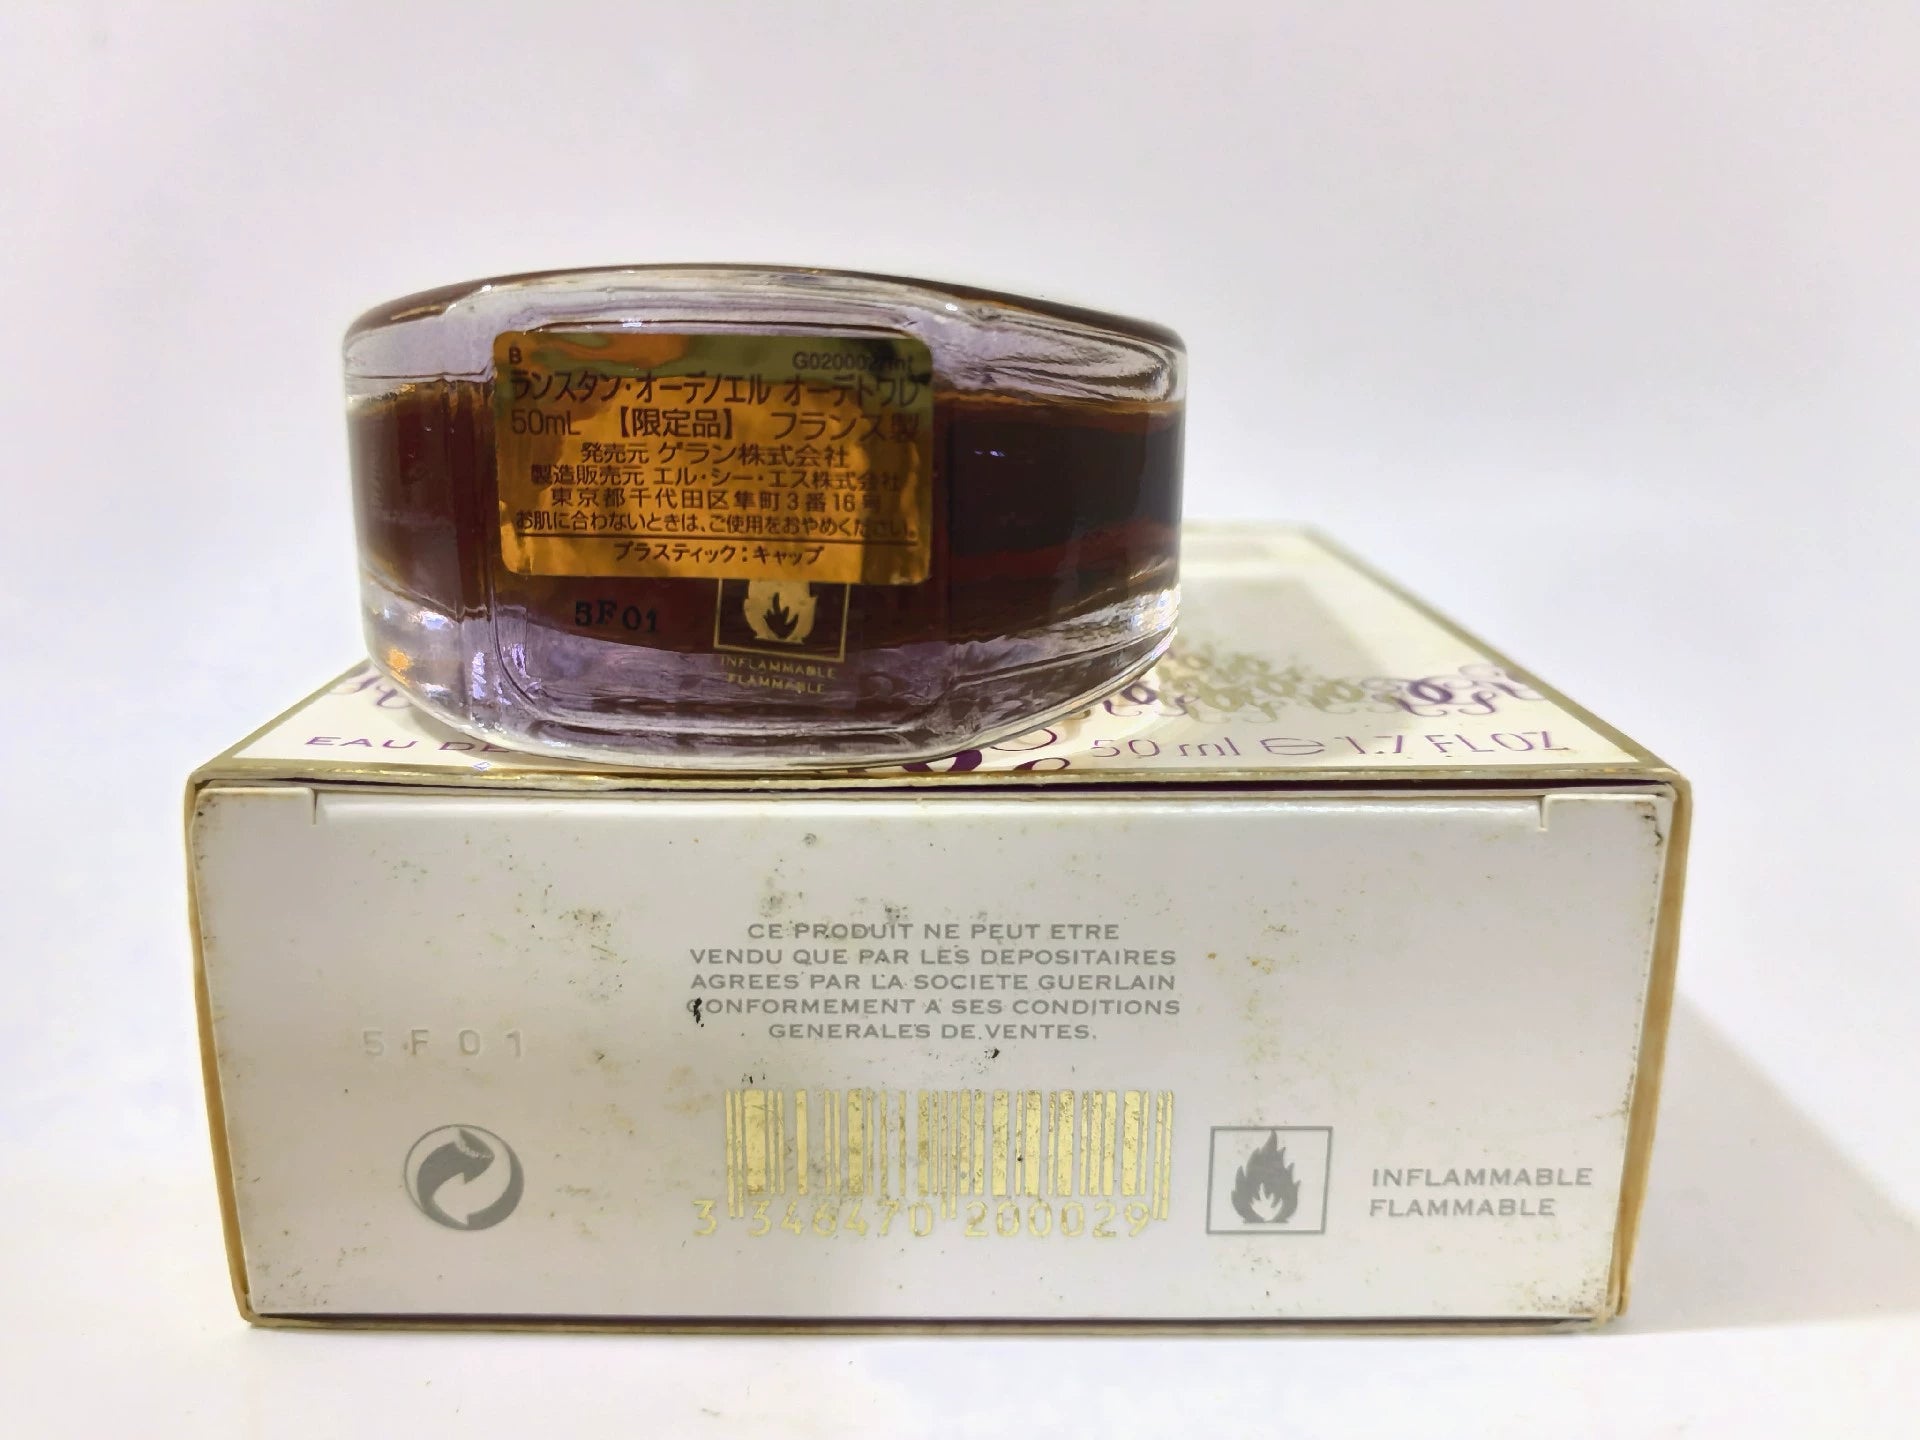 B
ランスタン・オーデノエル オーデトワレ
50mL 【限定品】 フランス製
発売元 ゲラン株式会社
製造販売元 エル・シー・エス株式会社
東京都千代田区隼町3番16号
お肌に合わないときは、ご使用をおやめください。
プラスティック:キャップ
5F01
INFLAMMABLE
FLAMMABLE
EAU DE
50 ml e 1.7 FL.OZ
CE PRODUIT NE PEUT ETRE
VENDU QUE PAR LES DEPOSITAIRES
AGREES PAR LA SOCIETE GUERLAIN
CONFORMEMENT A SES CONDITIONS
GENERALES DE VENTES.
5F01
3 346470 200029
INFLAMMABLE
FLAMMABLE